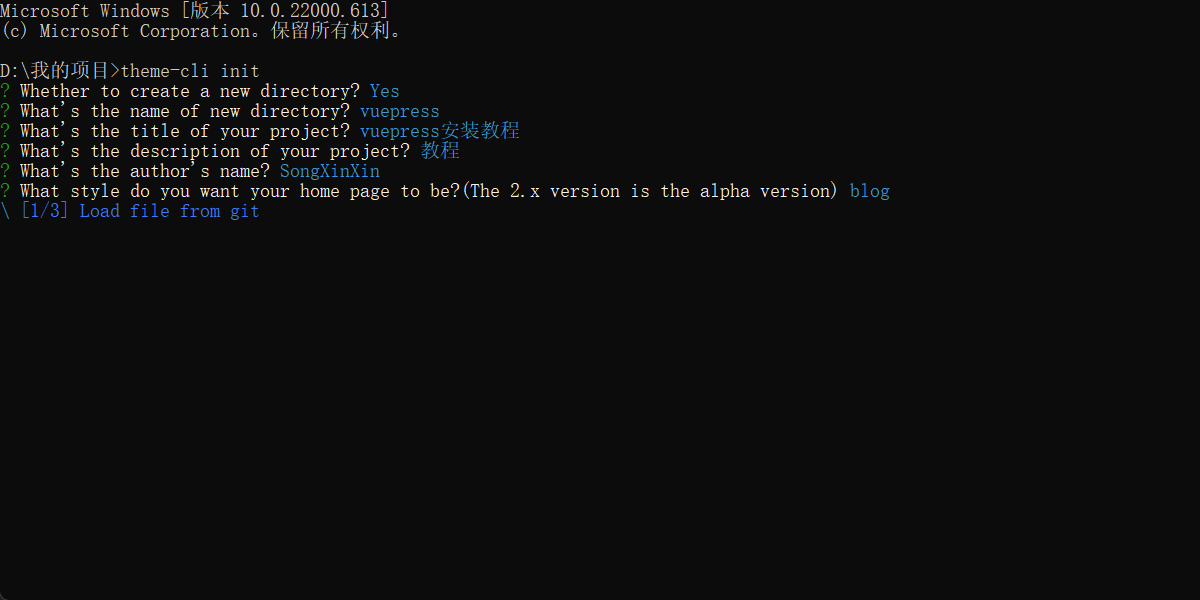 Microsoft Windows [版本 10.0.22000.613]
(c) Microsoft Corporation。保留所有权利。
D:\我的项目>theme-cli init
? Whether to create a new directory? Yes
? What's the name of new directory? vuepress
? What's the title of your project? vuepress安装教程
? What's the description of your project? 教程
? What's the author's name? SongXinXin
? What style do you want your home page to be?(The 2.x version is the alpha version) blog
\ [1/3] Load file from git